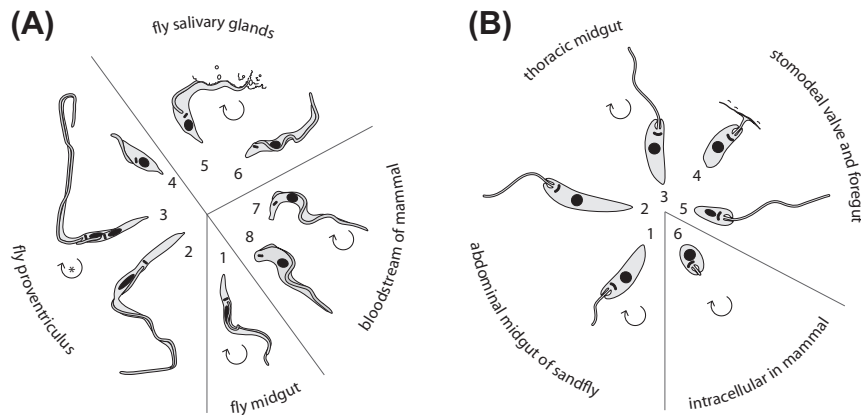 (A)
fly salivary glands
5
6
4
3
7
2
8
1
*
fly proventriculus
bloodstream of mammal
fly midgut
(B)
thoracic midgut
stomodeal valve and foregut
4
3
2
5
1
6
abdominal midgut of sandfly
intracellular in mammal